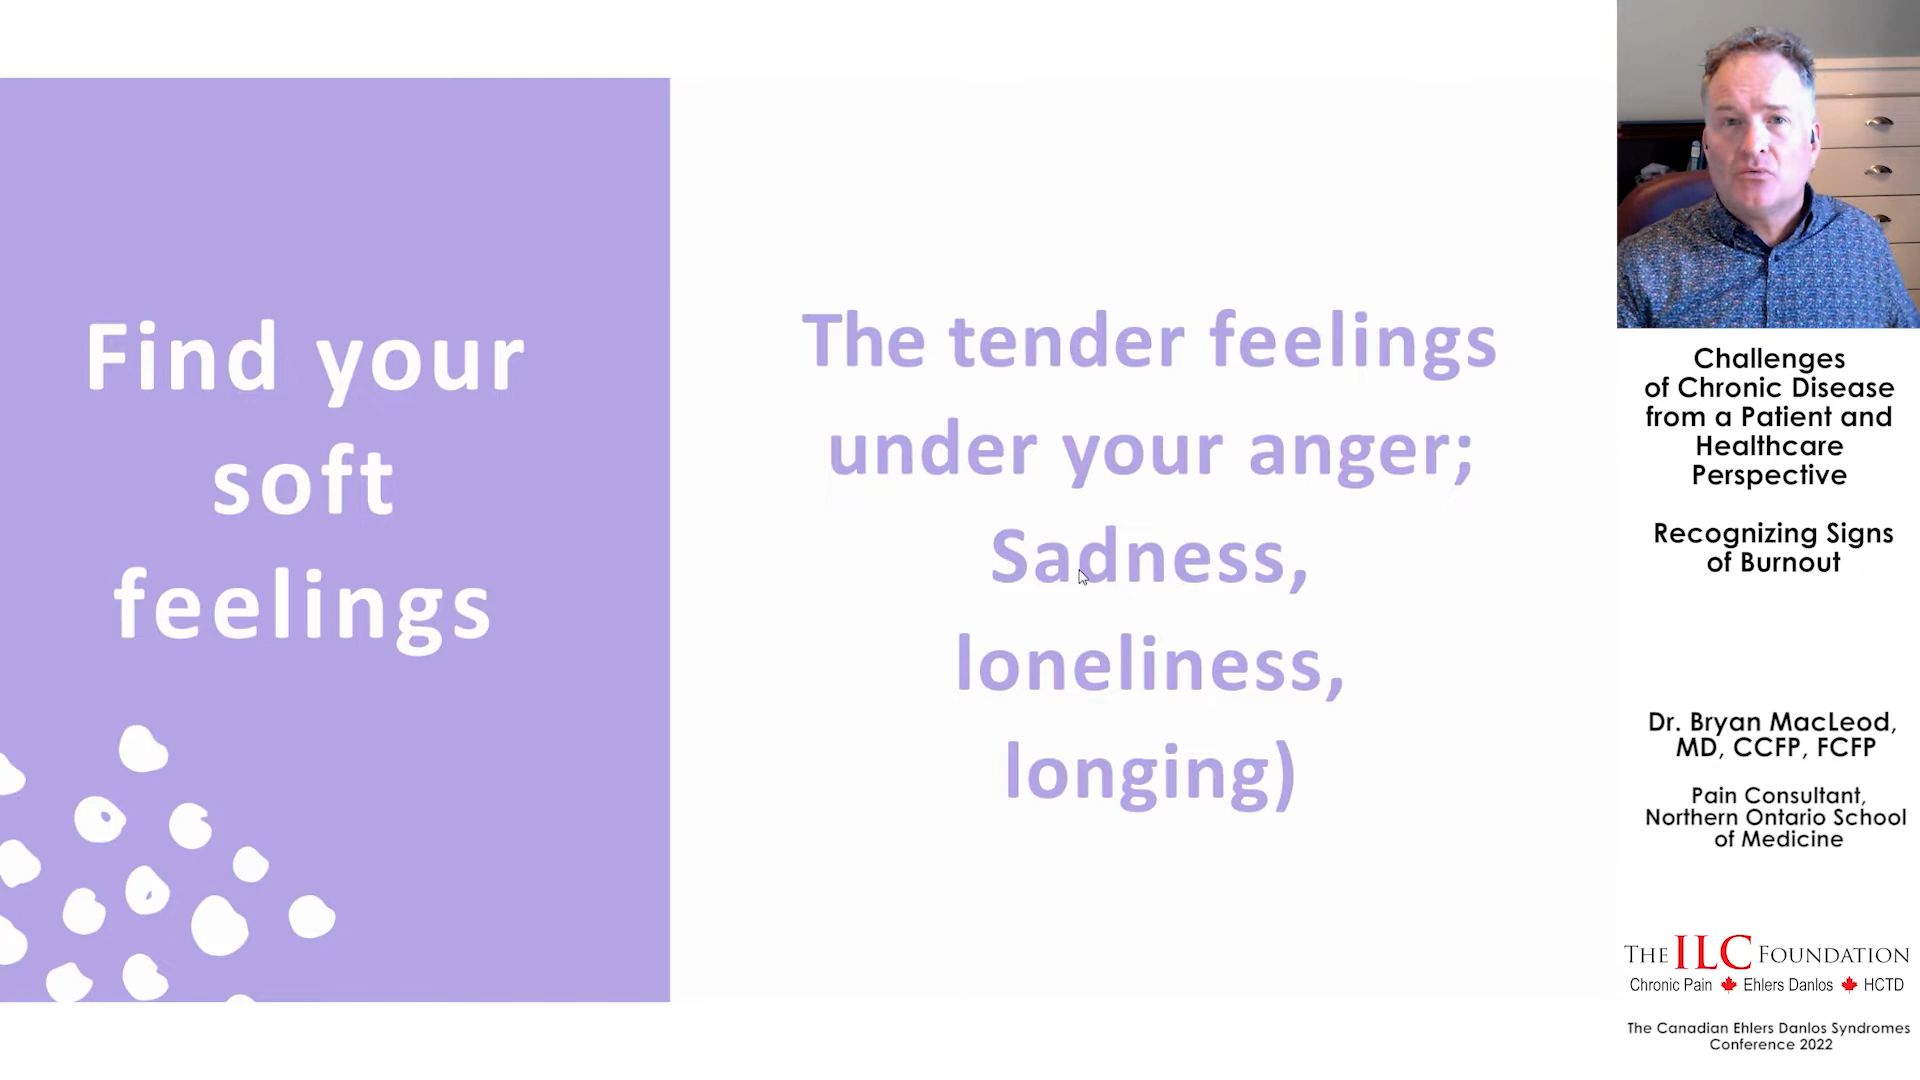 Find your
soft
feelings
The tender feelings
under your anger;
Sadness,
loneliness,
longing)
Challenges
of Chronic Disease
from a Patient and
Healthcare
Perspective
Recognizing Signs
of Burnout
Dr. Bryan MacLeod,
MD, CCFP, FCFP
Pain Consultant,
Northern Ontario School
of Medicine
The ILC Foundation
Chronic Pain Ehlers Danlos HCTD
The Canadian Ehlers Danlos Syndromes
Conference 2022